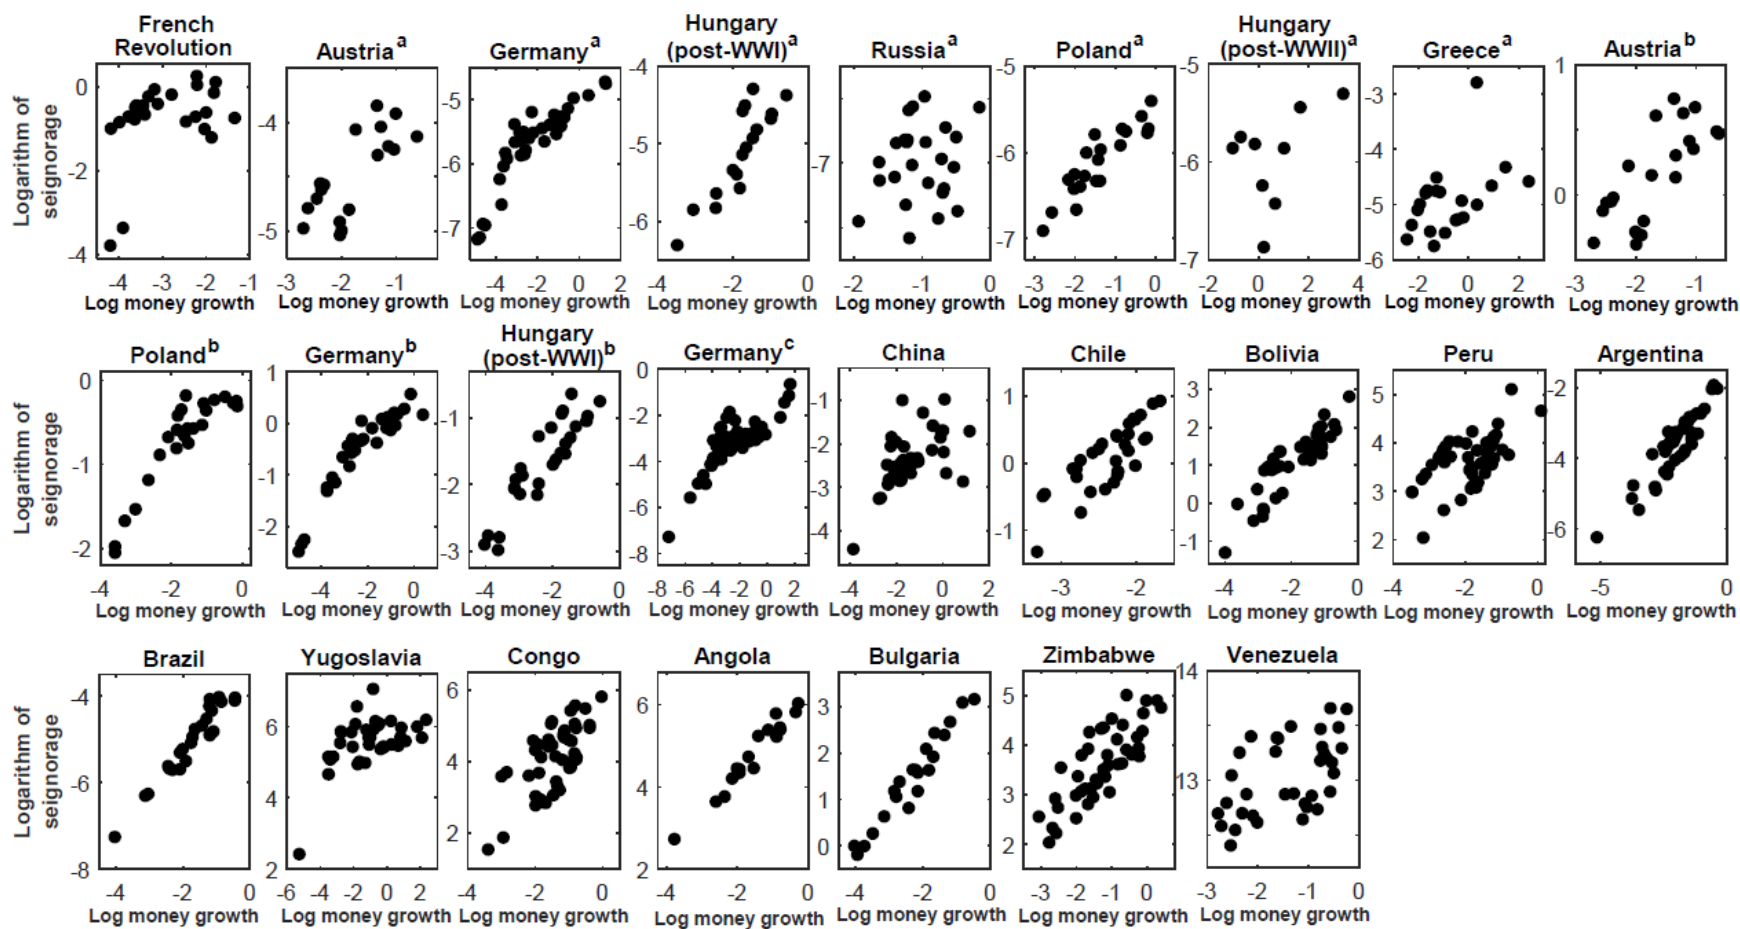 French
Revolution
Austria^a
Germany^a
Hungary
(post-WWI)^a
Russia^a
Poland^a
Hungary
(post-WWII)^a
Greece^a
Austria^b
Logarithm of
seignorage
0
-2
-4
-4
-5
-5
-6
-7
-4
-6
-7
-5
-6
-7
-5
-6
-7
-3
-4
-5
-6
1
0
-4 -3 -2 -1
-3 -2 -1
-4 -2 0 2
-4 -2 0
-2 -1 0
-3 -2 -1 0
-2 0 2 4
-2 0 2
-3 -2 -1
Log money growth
Log money growth
Log money growth
Log money growth
Log money growth
Log money growth
Log money growth
Log money growth
Log money growth
Poland^b
Germany^b
Hungary
(post-WWI)^b
Germany^c
China
Chile
Bolivia
Peru
Argentina
Logarithm of
seignorage
0
-1
-2
1
0
-1
-2
-1
-2
-3
0
-2
-4
-6
-8
-1
-2
-3
-4
1
0
-1
3
2
1
0
-1
5
4
3
2
-2
-4
-6
-4 -2 0
-4 -2 0
-4 -2 0
-8 -6 -4 -2 0 2
-4 -2 0 2
-3 -2
-4 -2 0
-4 -2 0
-5 0
Log money growth
Log money growth
Log money growth
Log money growth
Log money growth
Log money growth
Log money growth
Log money growth
Log money growth
Brazil
Yugoslavia
Congo
Angola
Bulgaria
Zimbabwe
Venezuela
Logarithm of
seignorage
-4
-6
-8
6
4
2
6
4
2
6
4
2
3
2
1
0
5
4
3
2
14
13
-4 -2 0
-6 -4 -2 0 2
-4 -2 0
-4 -2 0
-4 -2 0
-3 -2 -1 0
-3 -2 -1 0
Log money growth
Log money growth
Log money growth
Log money growth
Log money growth
Log money growth
Log money growth